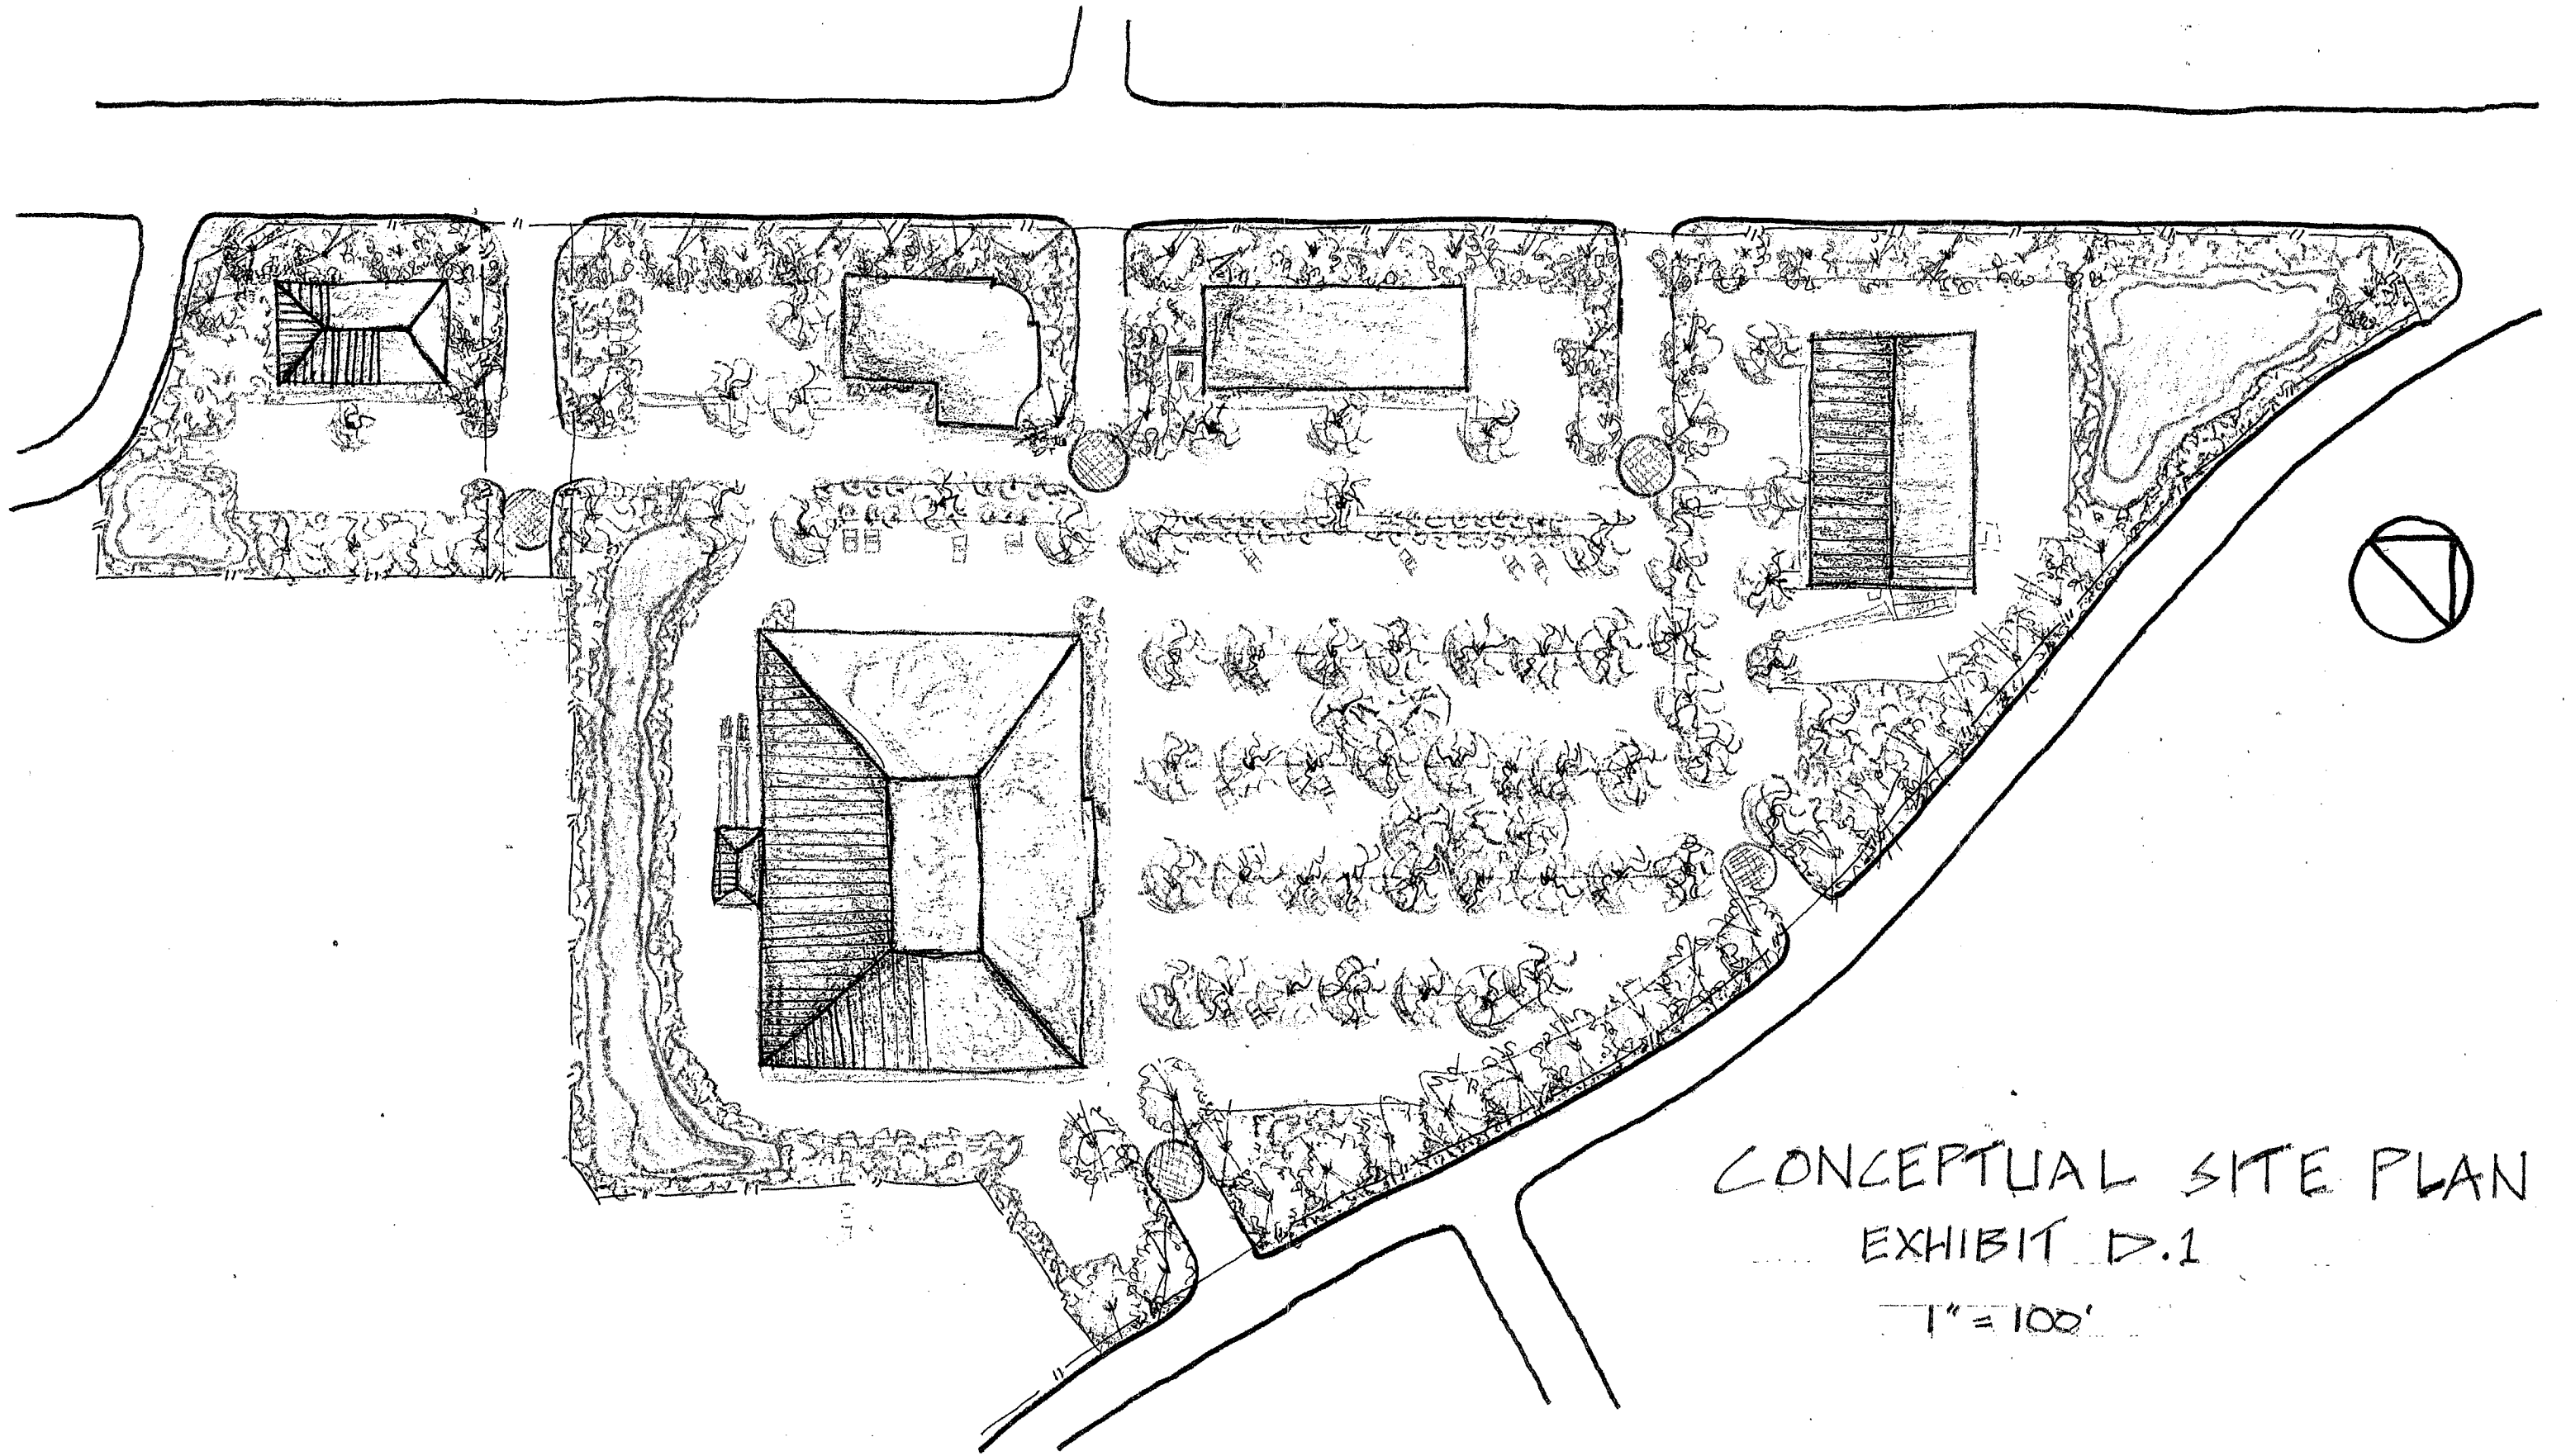 CONCEPTUAL SITE PLAN
EXHIBIT D.1
1" = 100'